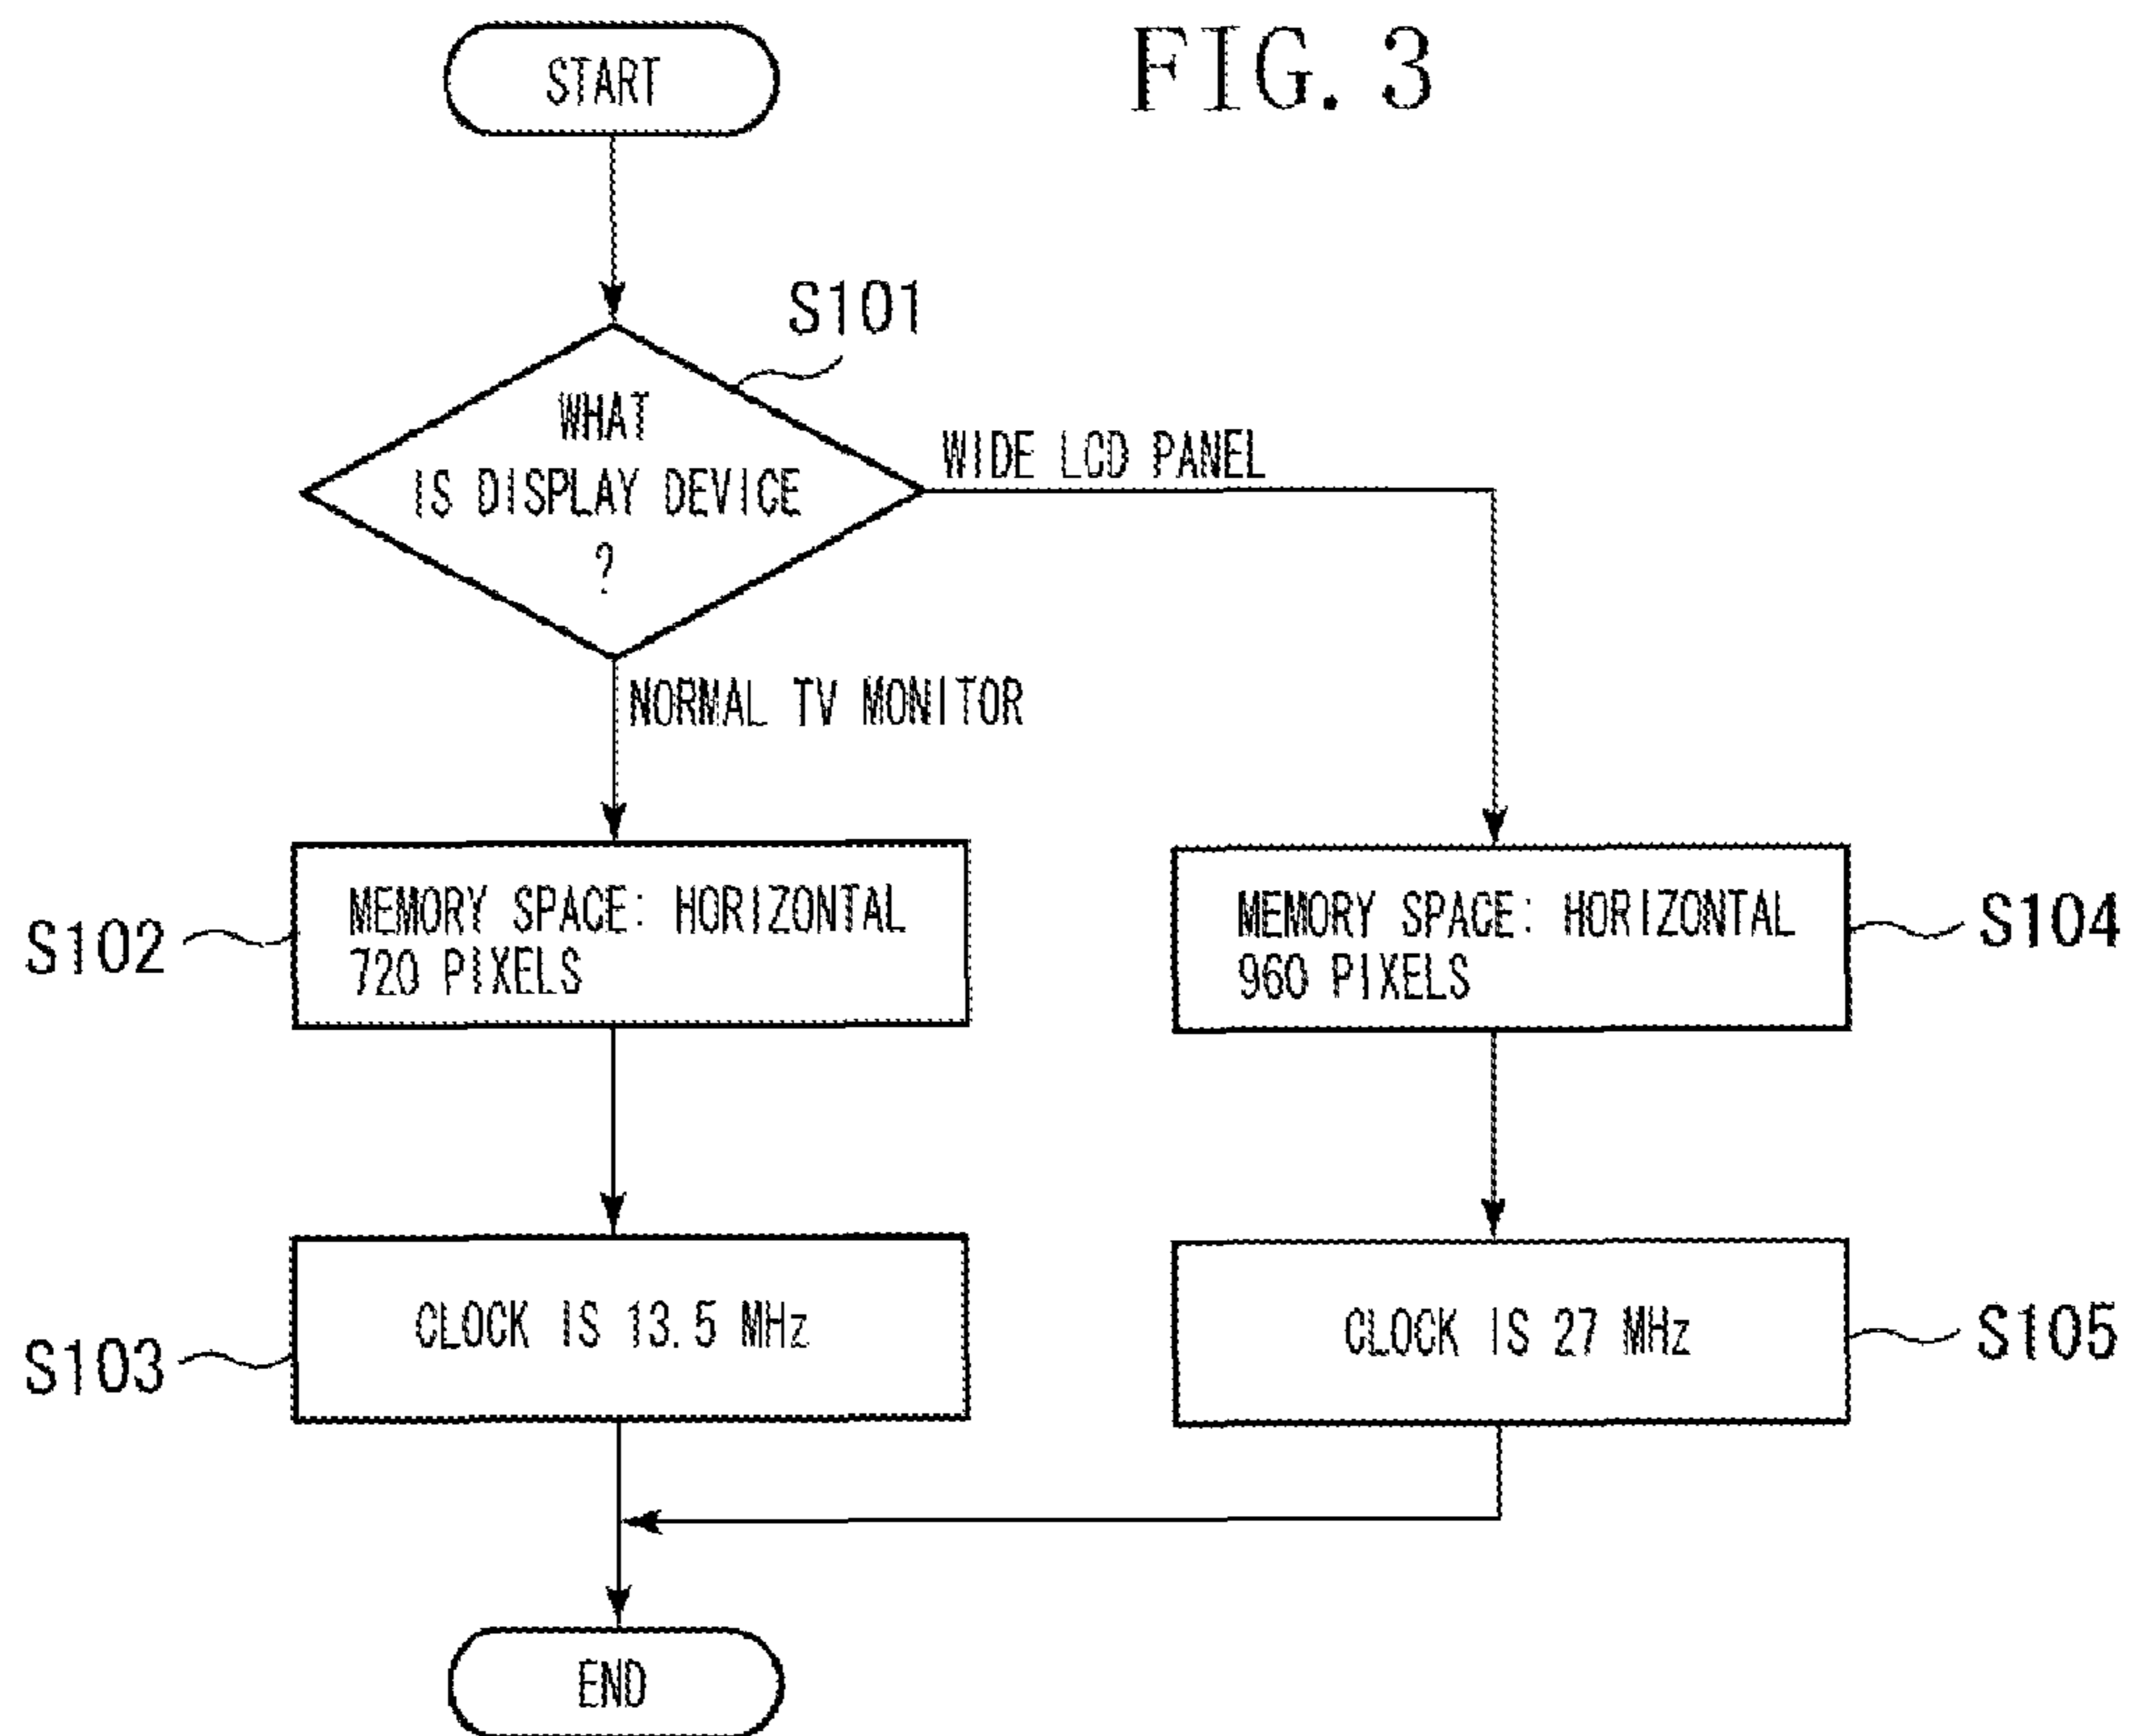 FIG. 3
START
S101
WHAT
IS DISPLAY DEVICE
?
WIDE LCD PANEL
NORMAL TV MONITOR
S102
MEMORY SPACE: HORIZONTAL
720 PIXELS
MEMORY SPACE: HORIZONTAL
960 PIXELS
S104
S103
CLOCK IS 13.5 MHz
CLOCK IS 27 MHz
S105
END